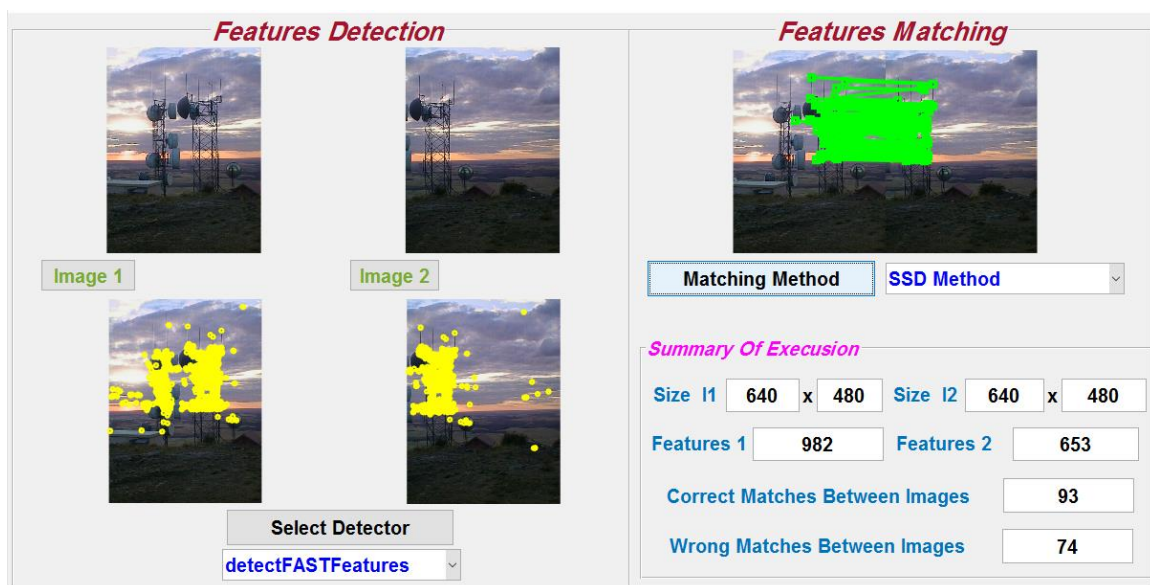 Features Detection
Image 1
Image 2
Select Detector
detectFASTFeatures
Features Matching
Matching Method
SSD Method
Summary Of Execusion
Size I1 640 x 480 Size I2 640 x 480
Features 1 982 Features 2 653
Correct Matches Between Images 93
Wrong Matches Between Images 74